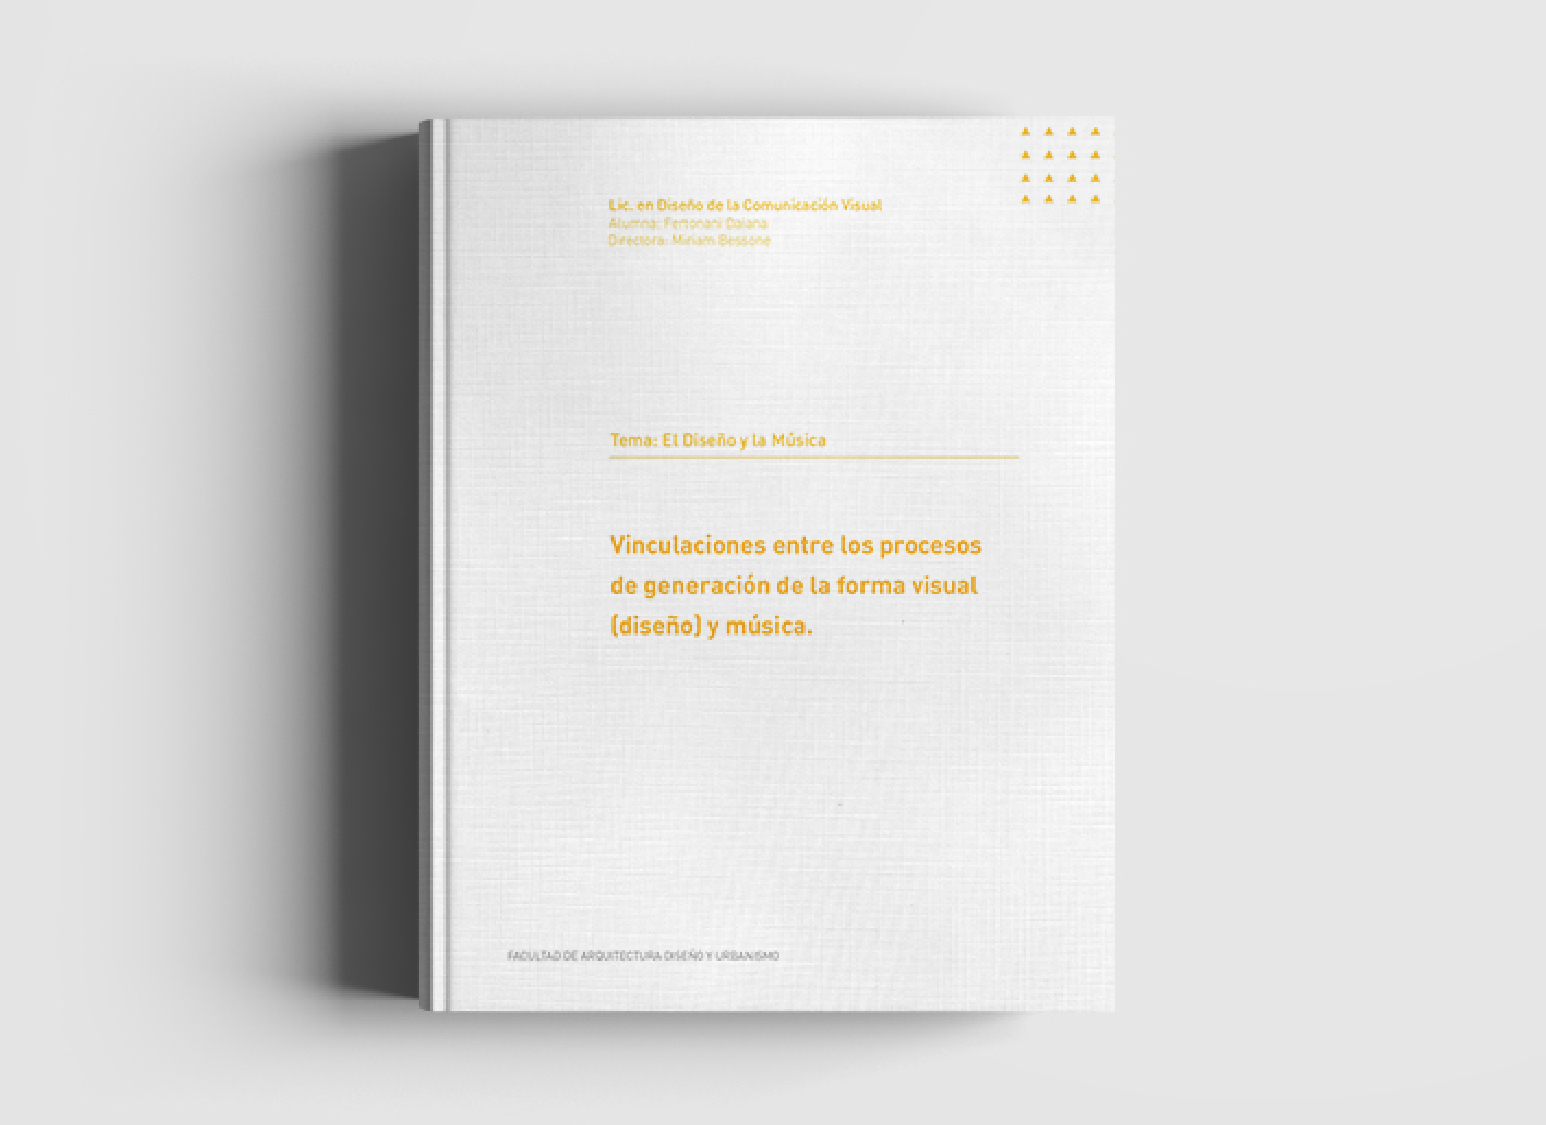 Lic. en Diseño de la Comunicación Visual
Alumna: Fertonani Daiana
Directora: Miriam Bessone
Tema: El Diseño y la Música
Vinculaciones entre los procesos
de generación de la forma visual
(diseño) y música.
FACULTAD DE ARQUITECTURA DISEÑO Y URBANISMO